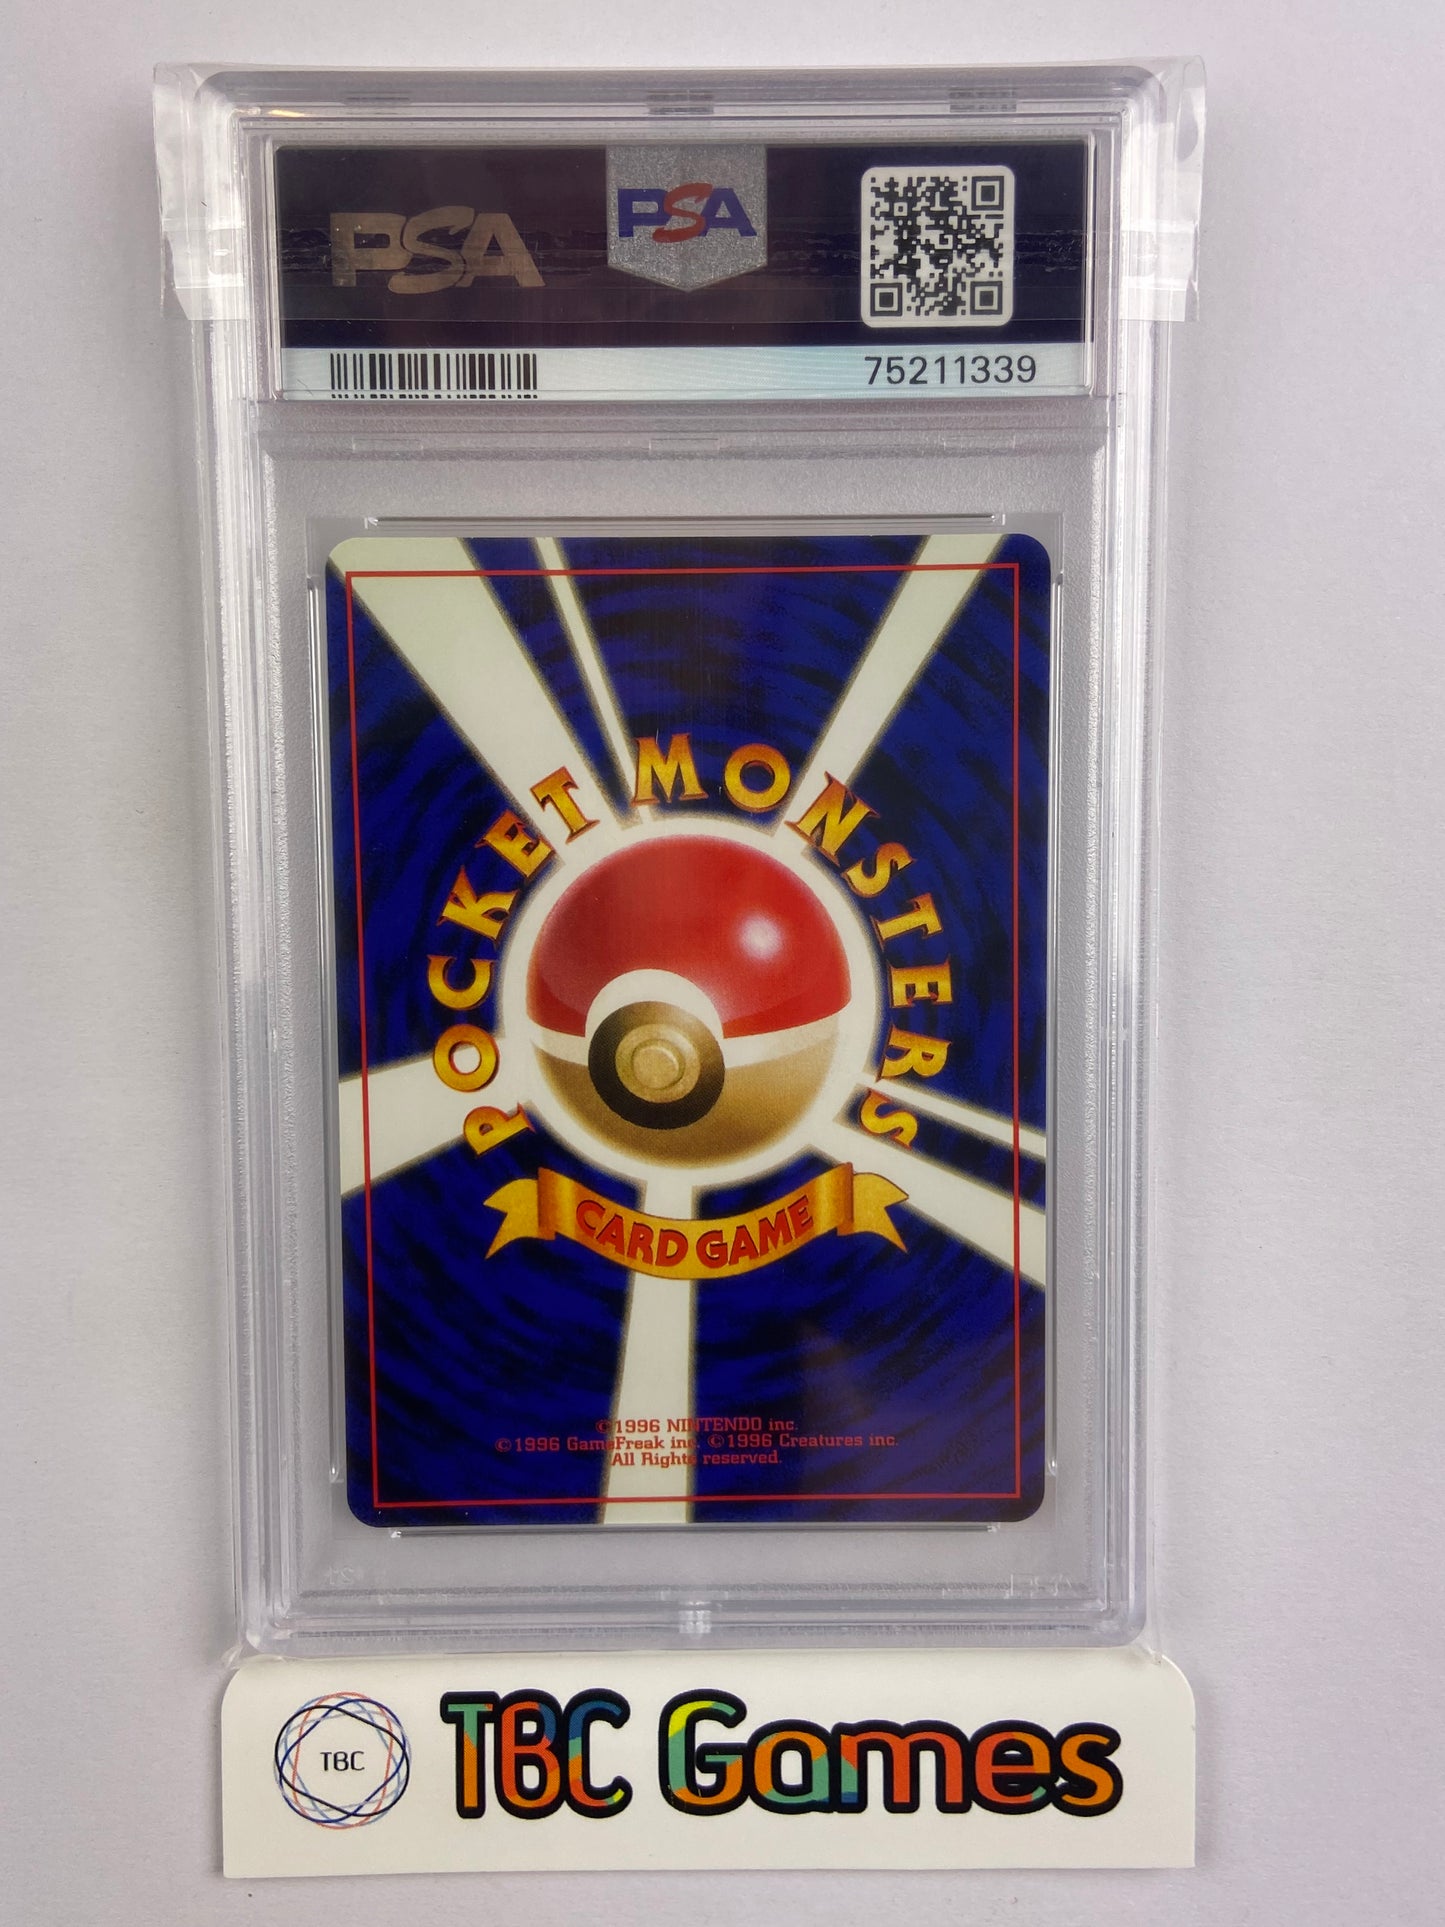 PSA
PSA
75211339
POCKET MONSTERS
CARD GAME
©1996 NINTENDO inc.
©1996 GameFreak inc. ©1996 Creatures inc.
All Rights reserved.
TBC
TBC Games